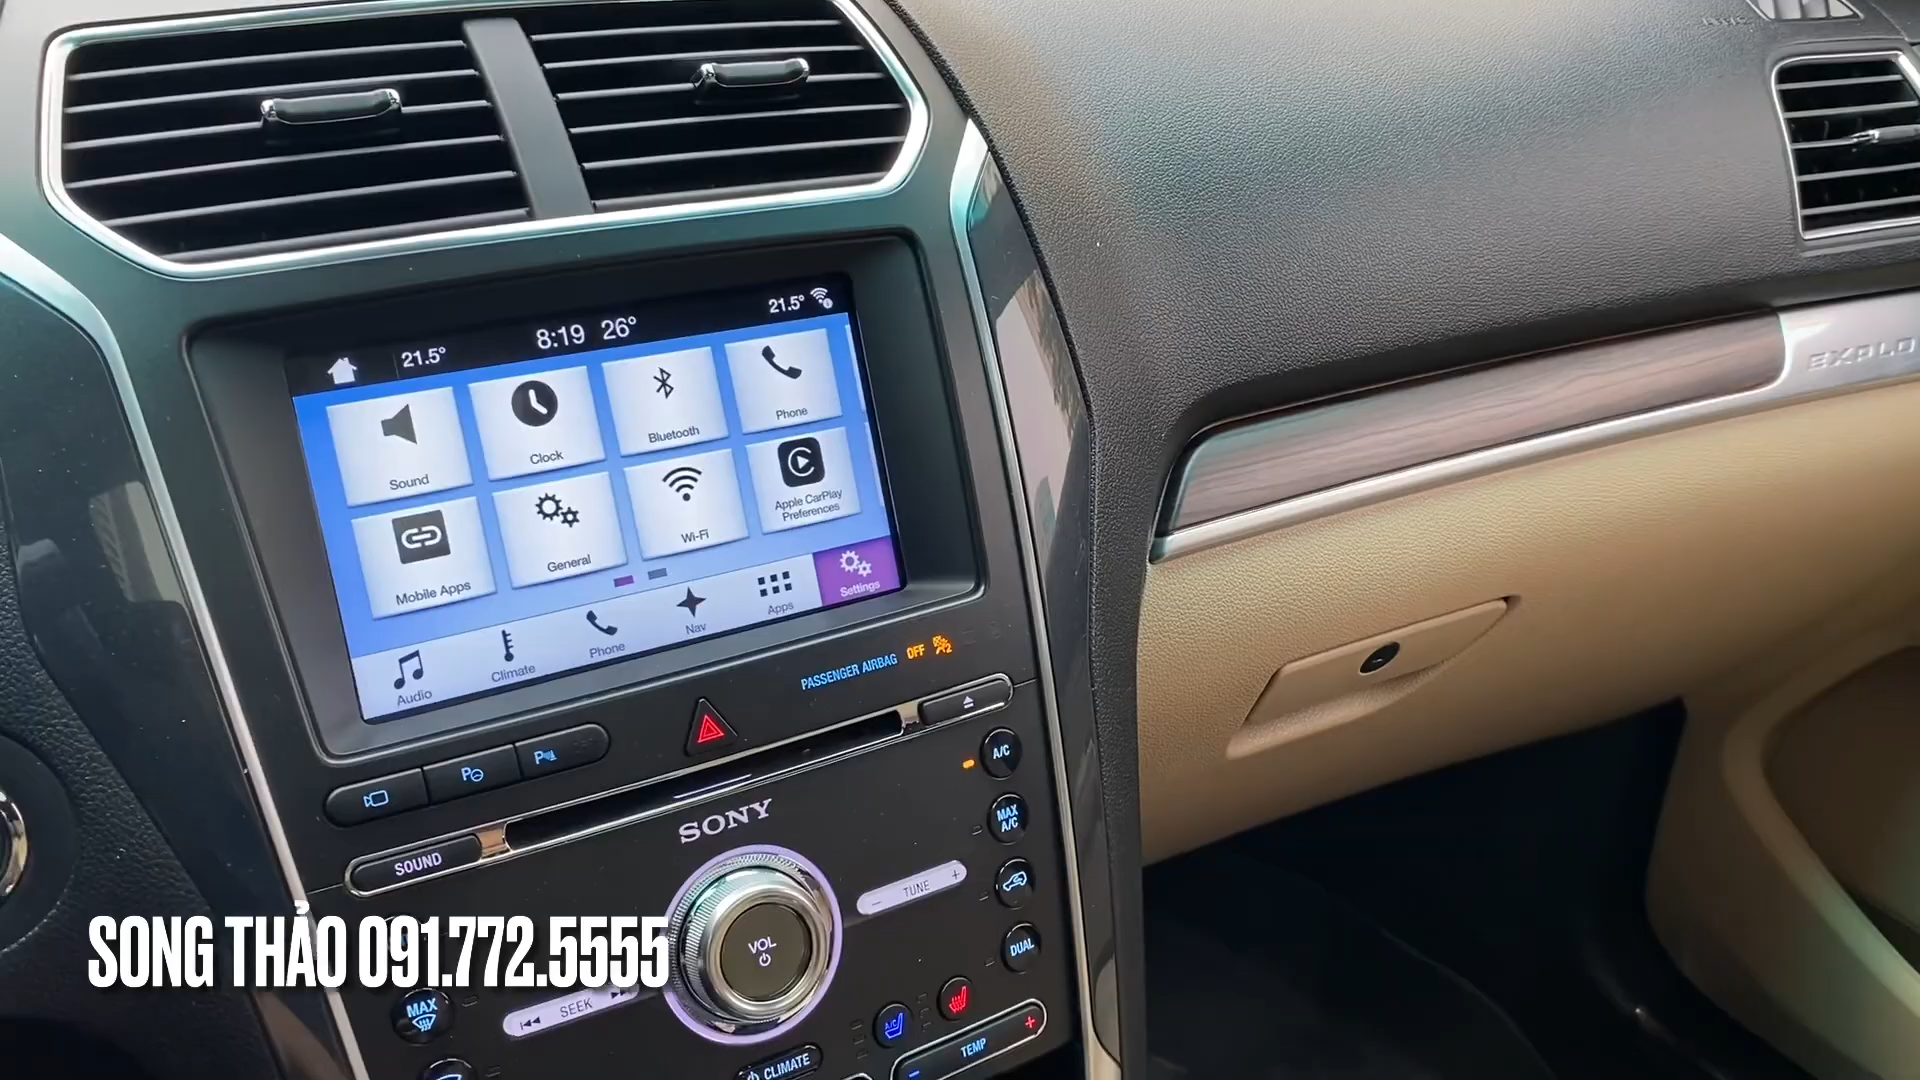 21.5°
8:19 26°
21.5°
Sound
Clock
Bluetooth
Phone
Mobile Apps
General
Wi-Fi
Apple CarPlay
Preferences
Audio
Climate
Phone
Nav
Apps
Settings
PASSENGER AIRBAG OFF 2
EXPLO
P
P
A/C
SONY
MAX
A/C
SOUND
- TUNE +
DUAL
SONG THẢO 091.772.5555
VOL
MAX
SEEK
A/C
TEMP
CLIMATE